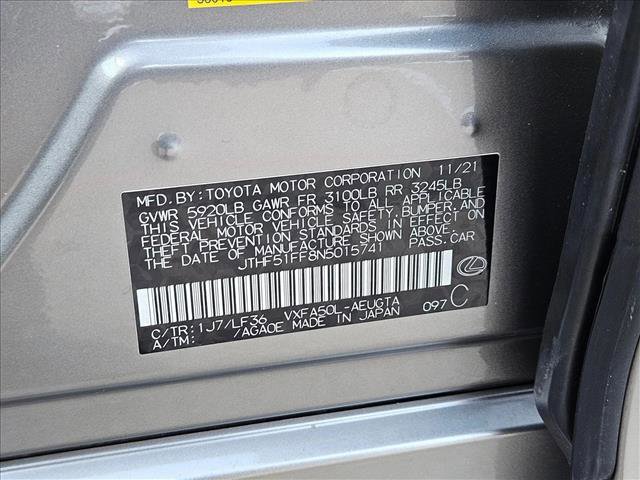 MFD. BY: TOYOTA MOTOR CORPORATION 11/21
GVWR 5920LB GAWR FR 3100LB RR 3245LB
THIS VEHICLE CONFORMS TO ALL APPLICABLE
FEDERAL MOTOR VEHICLE SAFETY, BUMPER, AND
THEFT PREVENTION STANDARDS IN EFFECT ON
THE DATE OF MANUFACTURE SHOWN ABOVE.
JTHF51FF8N5015741 PASS. CAR
C/TR: 1J7/LF36 VXFA50L-AEUGTA 097 C
A/TM: /AGA0E MADE IN JAPAN